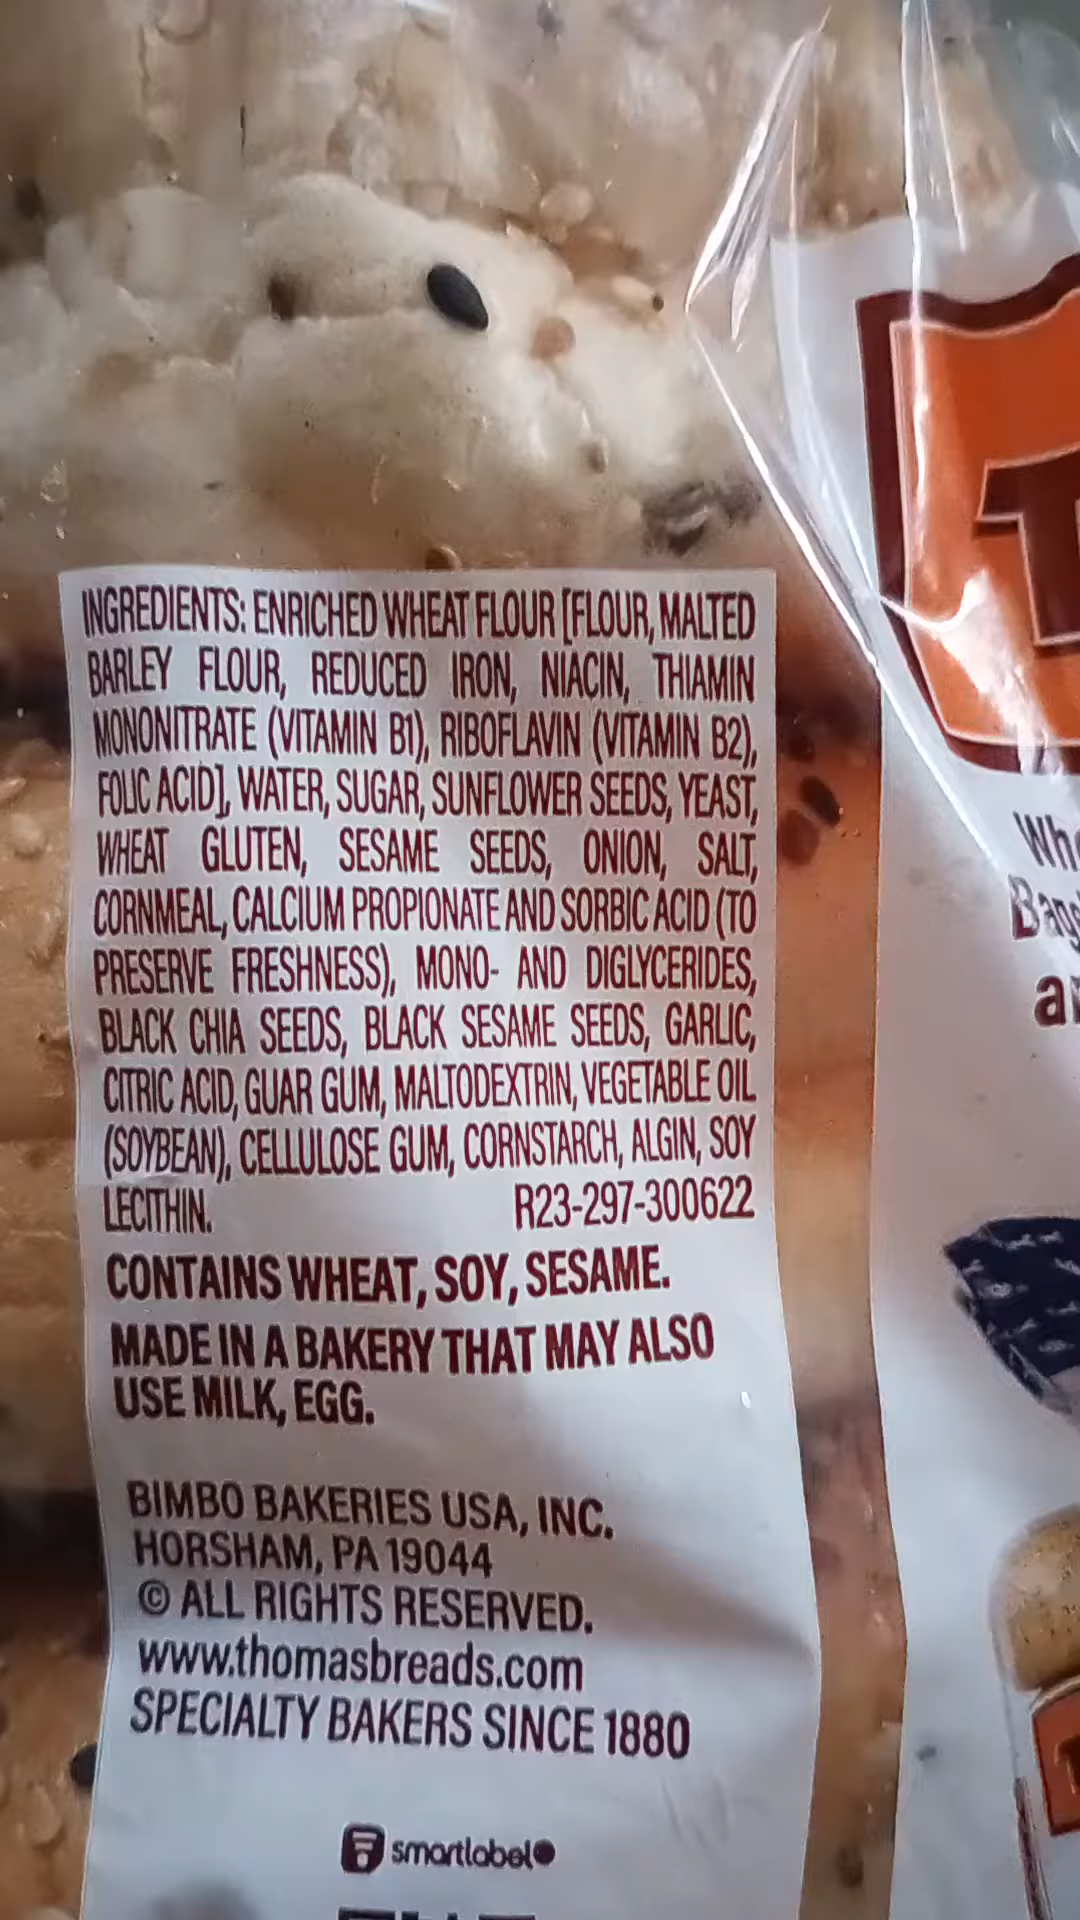 INGREDIENTS: ENRICHED WHEAT FLOUR [FLOUR, MALTED
BARLEY FLOUR, REDUCED IRON, NIACIN, THIAMIN
MONONITRATE (VITAMIN B1), RIBOFLAVIN (VITAMIN B2),
FOLIC ACID], WATER, SUGAR, SUNFLOWER SEEDS, YEAST,
WHEAT GLUTEN, SESAME SEEDS, ONION, SALT,
CORNMEAL, CALCIUM PROPIONATE AND SORBIC ACID (TO
PRESERVE FRESHNESS), MONO- AND DIGLYCERIDES,
BLACK CHIA SEEDS, BLACK SESAME SEEDS, GARLIC,
CITRIC ACID, GUAR GUM, MALTODEXTRIN, VEGETABLE OIL
(SOYBEAN), CELLULOSE GUM, CORNSTARCH, ALGIN, SOY
LECITHIN. R23-297-300622
CONTAINS WHEAT, SOY, SESAME.
MADE IN A BAKERY THAT MAY ALSO
USE MILK, EGG.
BIMBO BAKERIES USA, INC.
HORSHAM, PA 19044
© ALL RIGHTS RESERVED.
www.thomasbreads.com
SPECIALTY BAKERS SINCE 1880
smartlabel